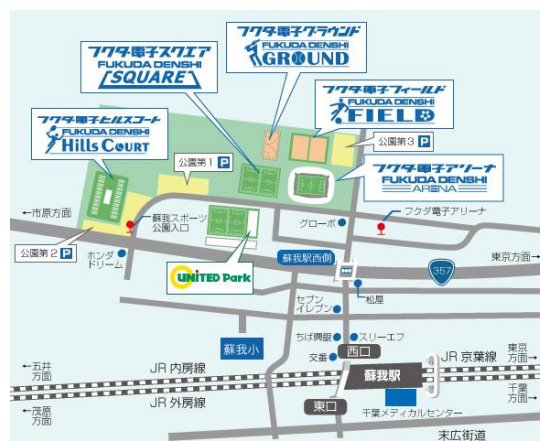 フクダ電子グラウンド
FUKUDA DENSHI
GROUND
フクダ電子スクエア
FUKUDA DENSHI
SQUARE
フクダ電子フィールド
FUKUDA DENSHI
FIELD
フクダ電子ヒルスコート
FUKUDA DENSHI
HILLS COURT
公園第1 P
公園第3 P
フクダ電子アリーナ
FUKUDA DENSHI
ARENA
←市原方面
蘇我スポーツ
公園入口
グローボ
フクダ電子アリーナ
公園第2 P
ホンダ
ドリーム
UNITED Park
蘇我駅西側
357
東京方面→
セブン
イレブン
松屋
ちば興銀
スリーエフ
蘇我小
交番
西口
←五井
方面
JR 内房線
蘇我駅
JR 京葉線
東京→
方面
←茂原
方面
JR 外房線
東口
千葉メディカルセンター
千葉→
方面
末広街道